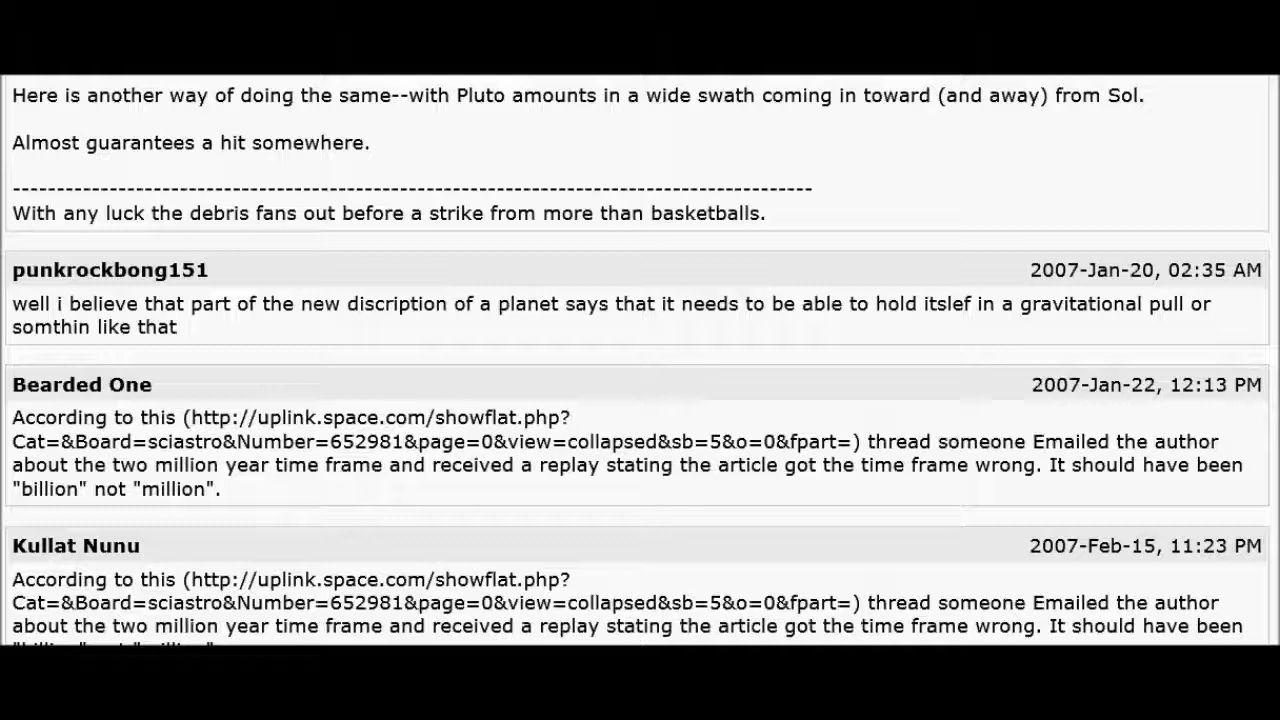 Here is another way of doing the same--with Pluto amounts in a wide swath coming in toward (and away) from Sol.
Almost guarantees a hit somewhere.
-------------------------------------------------------------------------------------------
With any luck the debris fans out before a strike from more than basketballs.
punkrockbong151 2007-Jan-20, 02:35 AM
well i believe that part of the new discription of a planet says that it needs to be able to hold itslef in a gravitational pull or
somthin like that
Bearded One 2007-Jan-22, 12:13 PM
According to this (http://uplink.space.com/showflat.php?
Cat=&Board=sciastro&Number=652981&page=0&view=collapsed&sb=5&o=0&fpart=) thread someone Emailed the author
about the two million year time frame and received a replay stating the article got the time frame wrong. It should have been
"billion" not "million".
Kullat Nunu 2007-Feb-15, 11:23 PM
According to this (http://uplink.space.com/showflat.php?
Cat=&Board=sciastro&Number=652981&page=0&view=collapsed&sb=5&o=0&fpart=) thread someone Emailed the author
about the two million year time frame and received a replay stating the article got the time frame wrong. It should have been